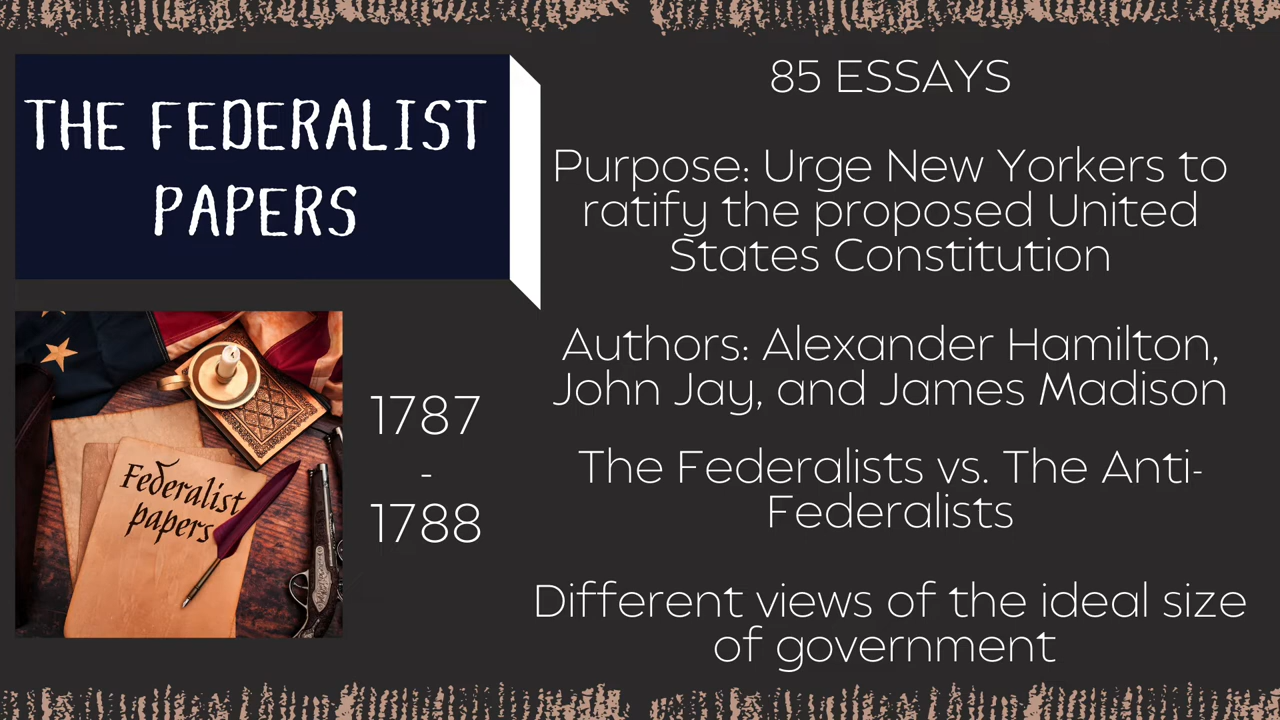 THE FEDERALIST
PAPERS
Federalist
papers
1787
-
1788
85 ESSAYS
Purpose: Urge New Yorkers to
ratify the proposed United
States Constitution
Authors: Alexander Hamilton,
John Jay, and James Madison
The Federalists vs. The Anti-
Federalists
Different views of the ideal size
of government